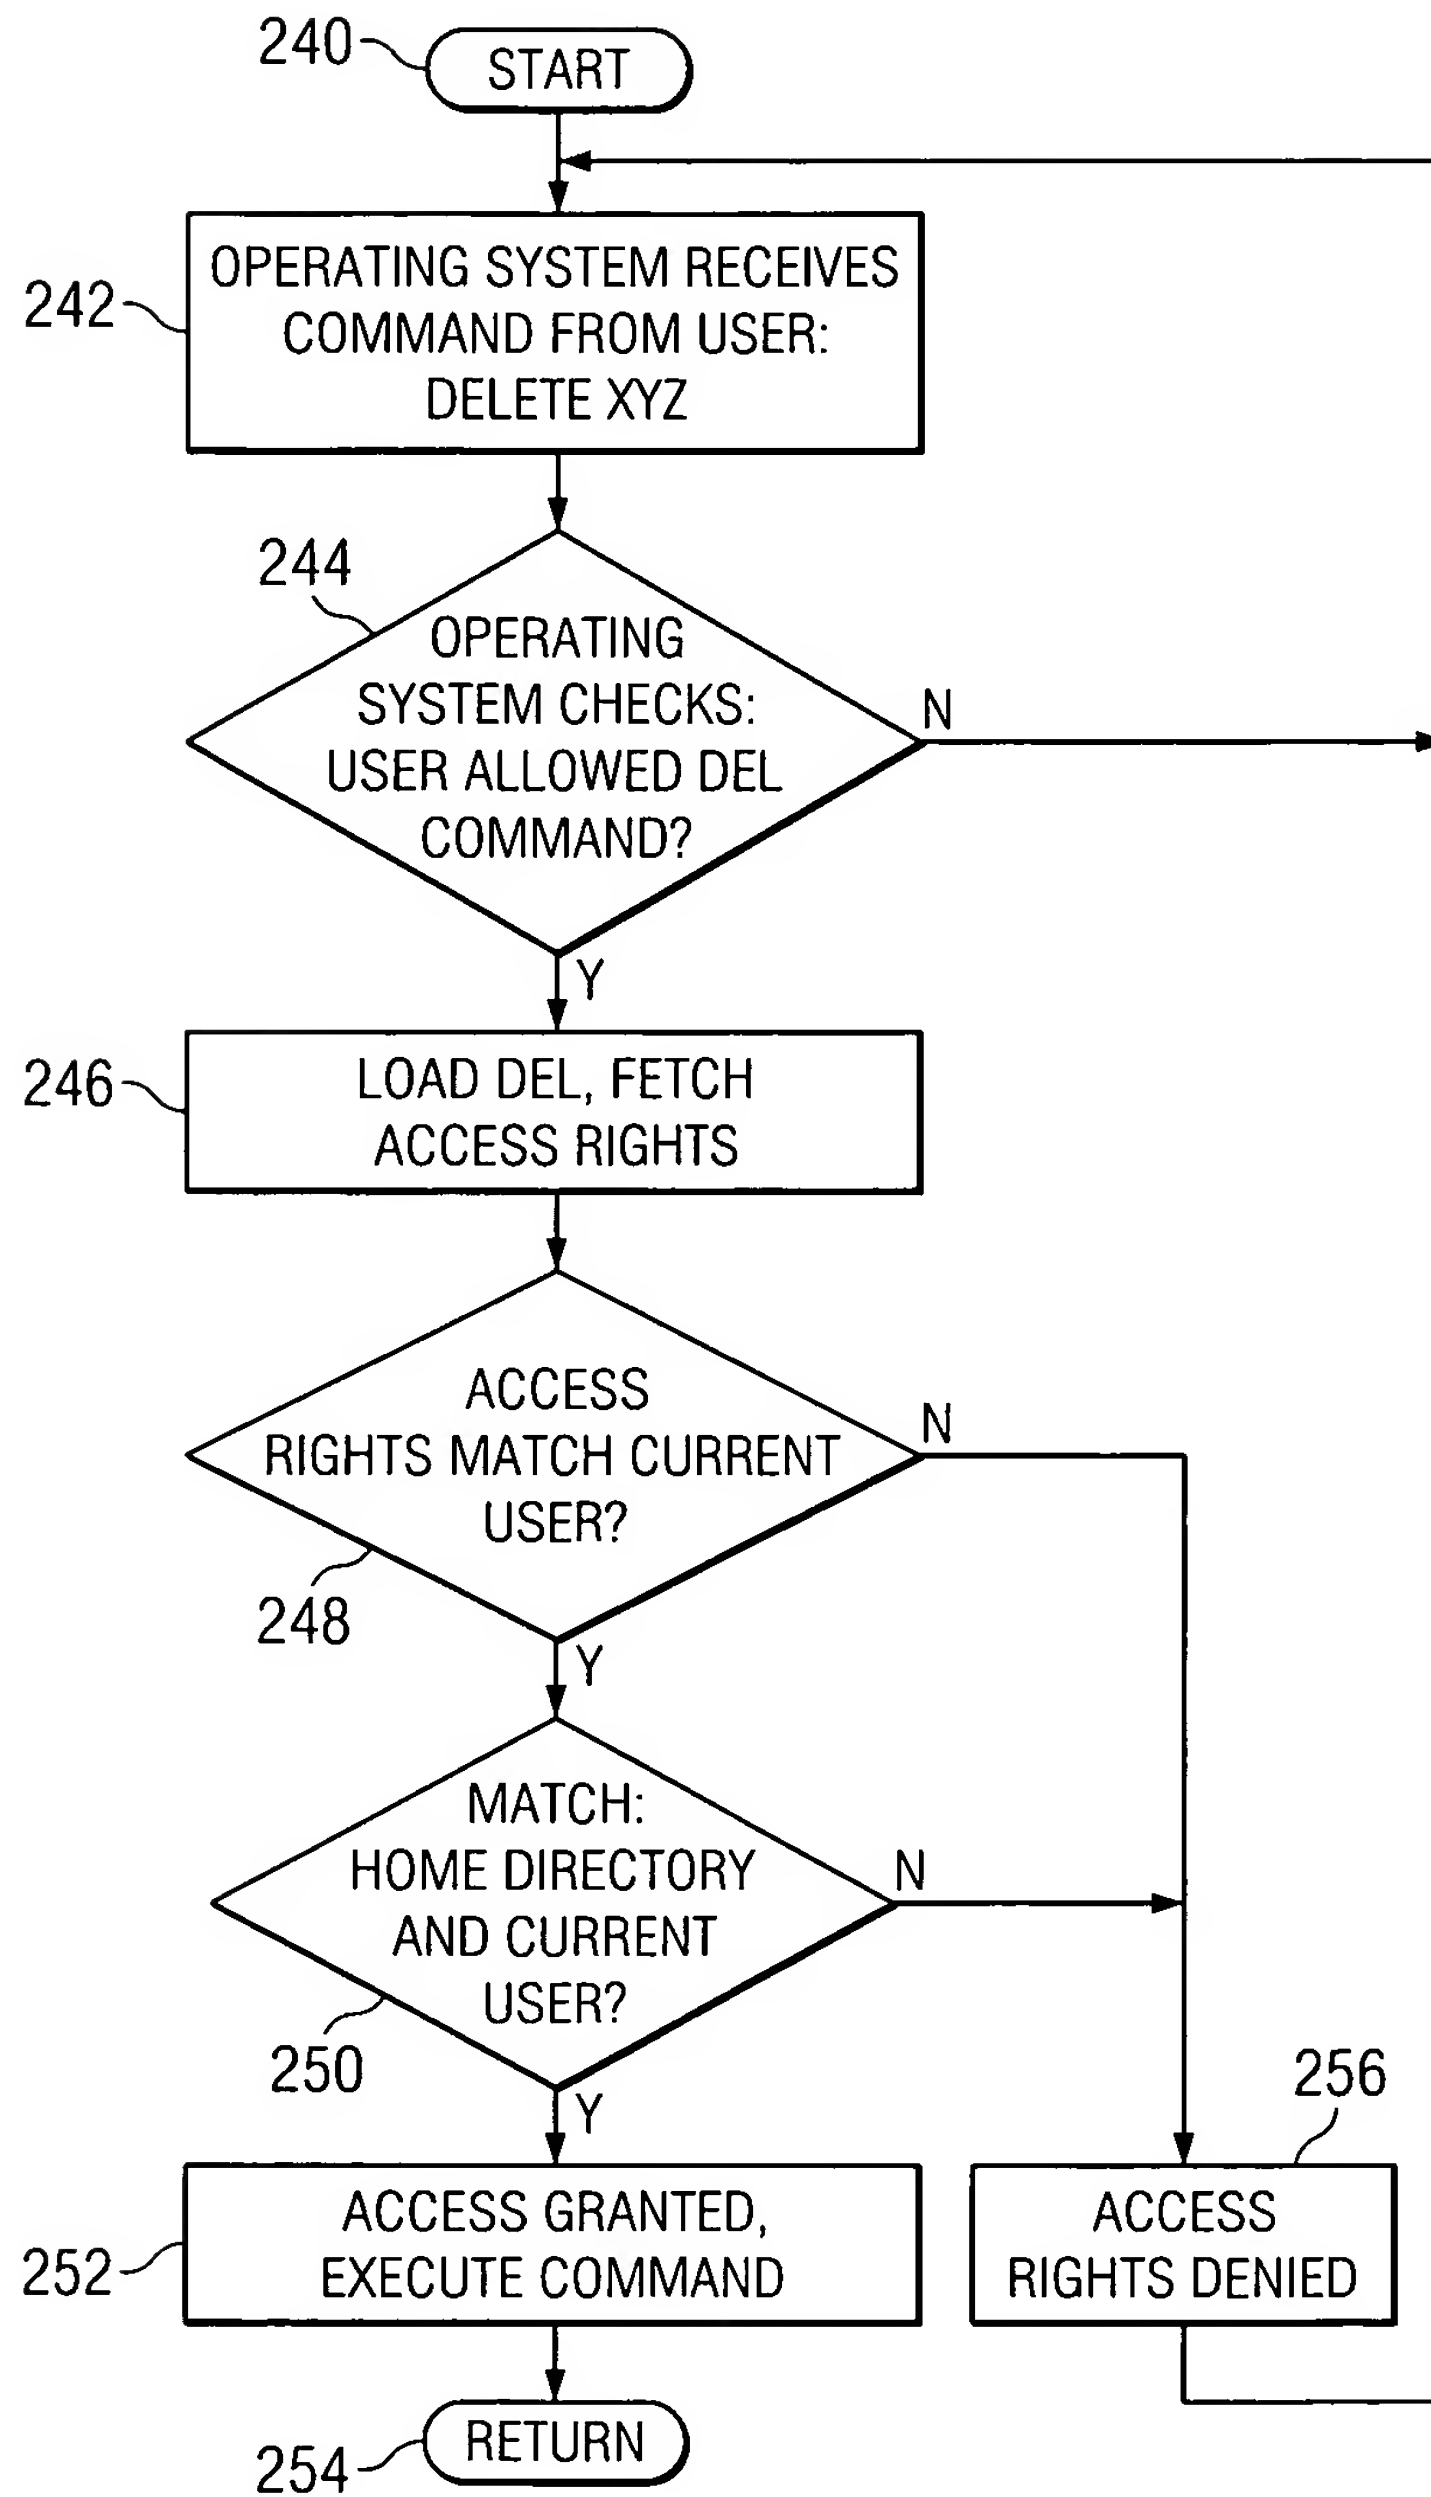 240
START
242
OPERATING SYSTEM RECEIVES
COMMAND FROM USER:
DELETE XYZ
244
OPERATING
SYSTEM CHECKS:
USER ALLOWED DEL
COMMAND?
N
Y
246
LOAD DEL, FETCH
ACCESS RIGHTS
ACCESS
RIGHTS MATCH CURRENT
USER?
N
248
Y
MATCH:
HOME DIRECTORY
AND CURRENT
USER?
N
250
Y
256
252
ACCESS GRANTED,
EXECUTE COMMAND
ACCESS
RIGHTS DENIED
254
RETURN